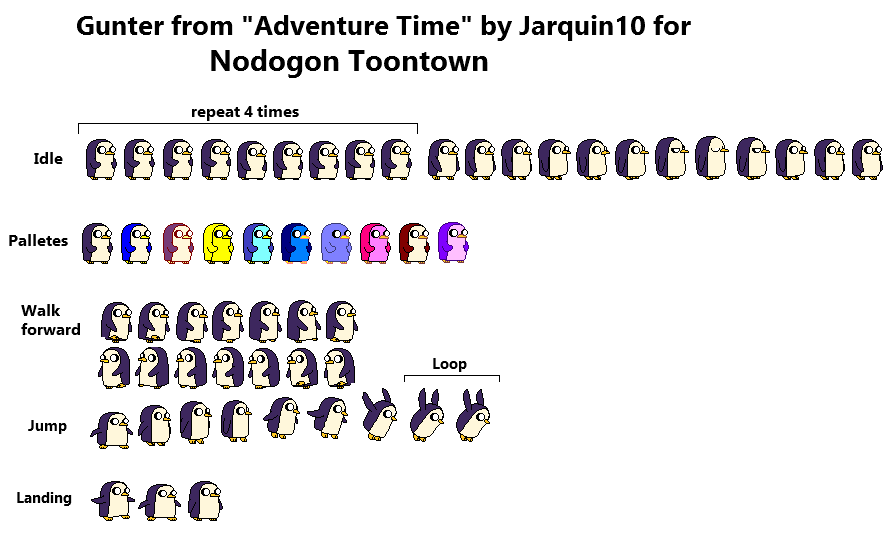 Gunter from "Adventure Time" by Jarquin10 for
Nodogon Toontown
repeat 4 times
Idle
Palletes
Walk
forward
Loop
Jump
Landing